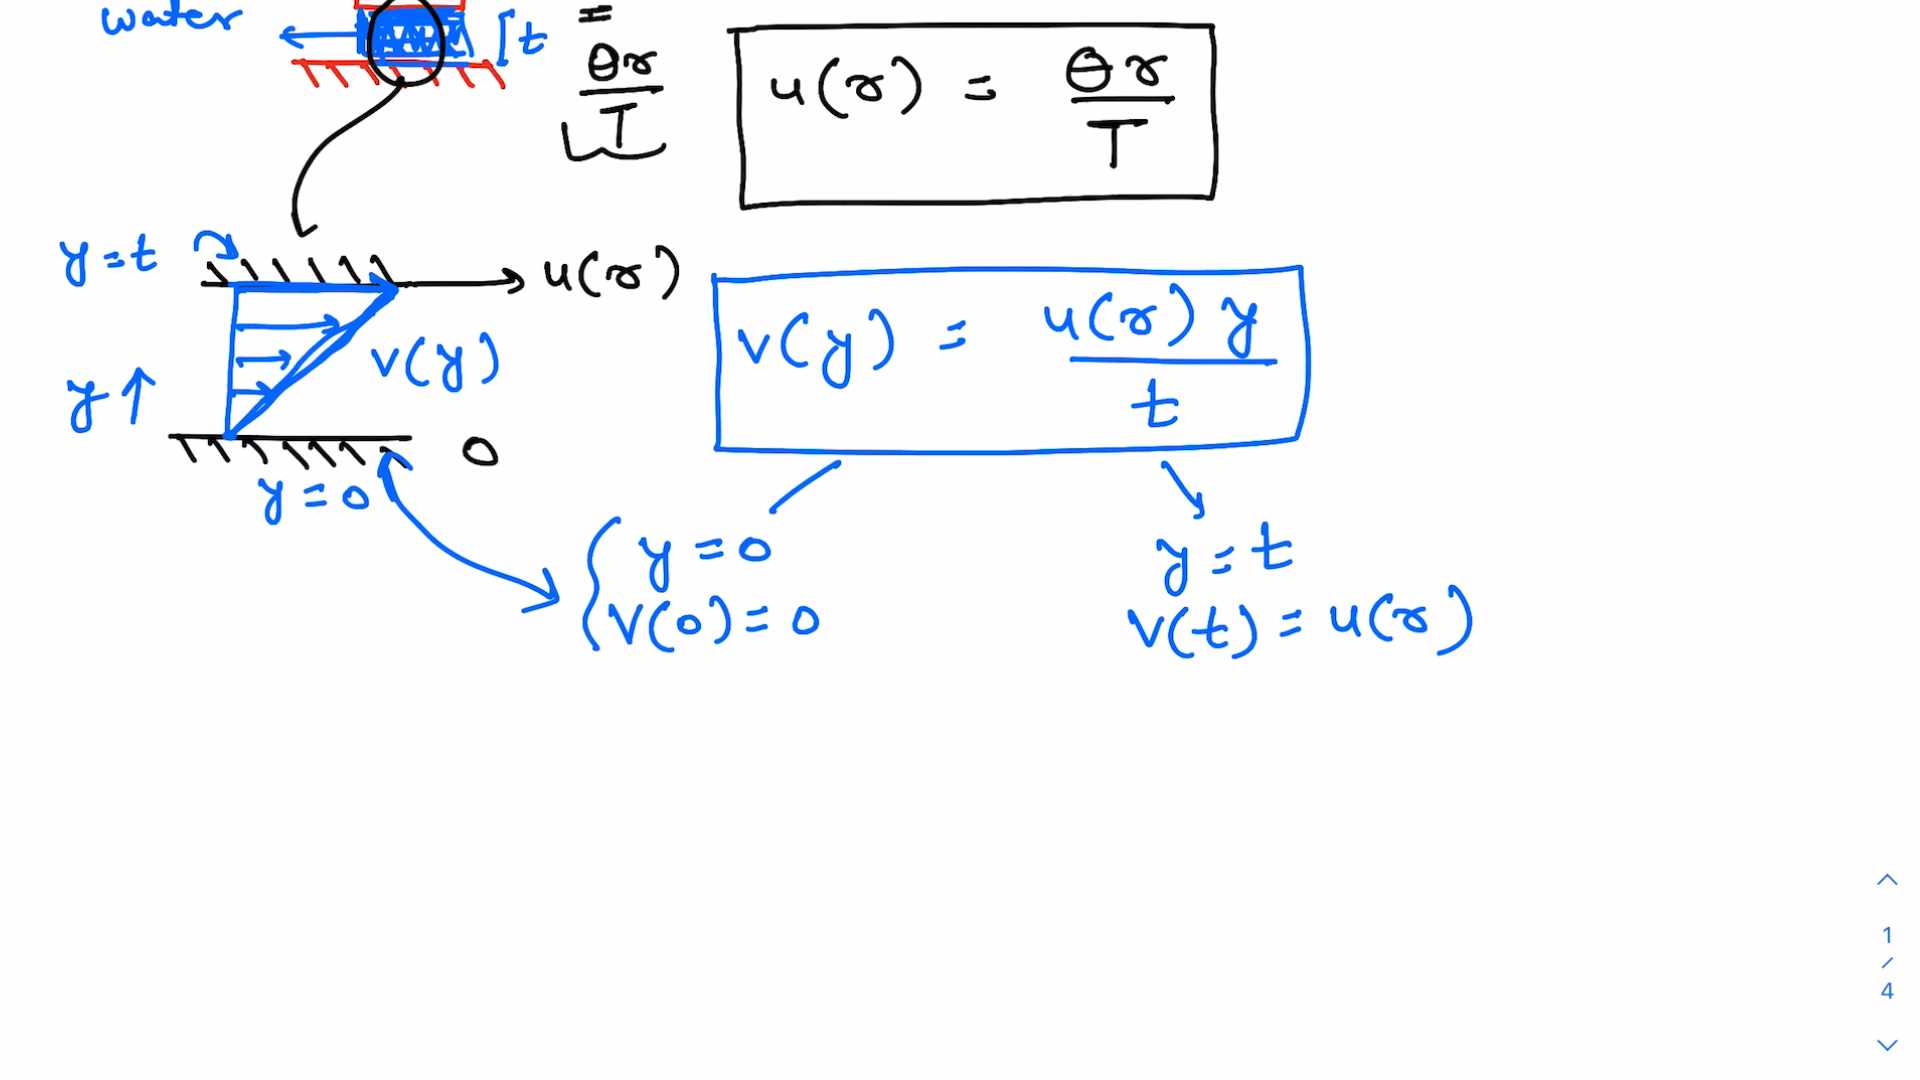 water
t
=
θr
T
u(r) = θr / T
y=t
u(r)
v(y) = u(r) y / t
v(y)
y ↑
0
y = 0
y = 0
v(0) = 0
y = t
v(t) = u(r)
1
/
4